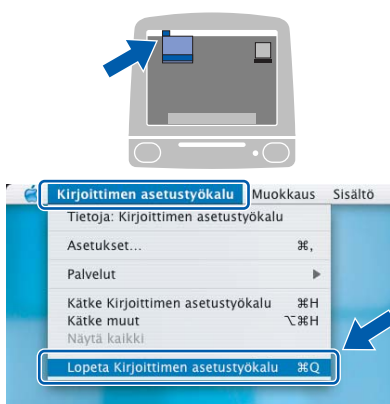 Kirjoittimen asetustyökalu Muokkaus Sisältö
Tietoja: Kirjoittimen asetustyökalu
Asetukset... ⌘,
Palvelut ▶
Kätke Kirjoittimen asetustyökalu ⌘H
Kätke muut ⌥⌘H
Näytä kaikki
Lopeta Kirjoittimen asetustyökalu ⌘Q